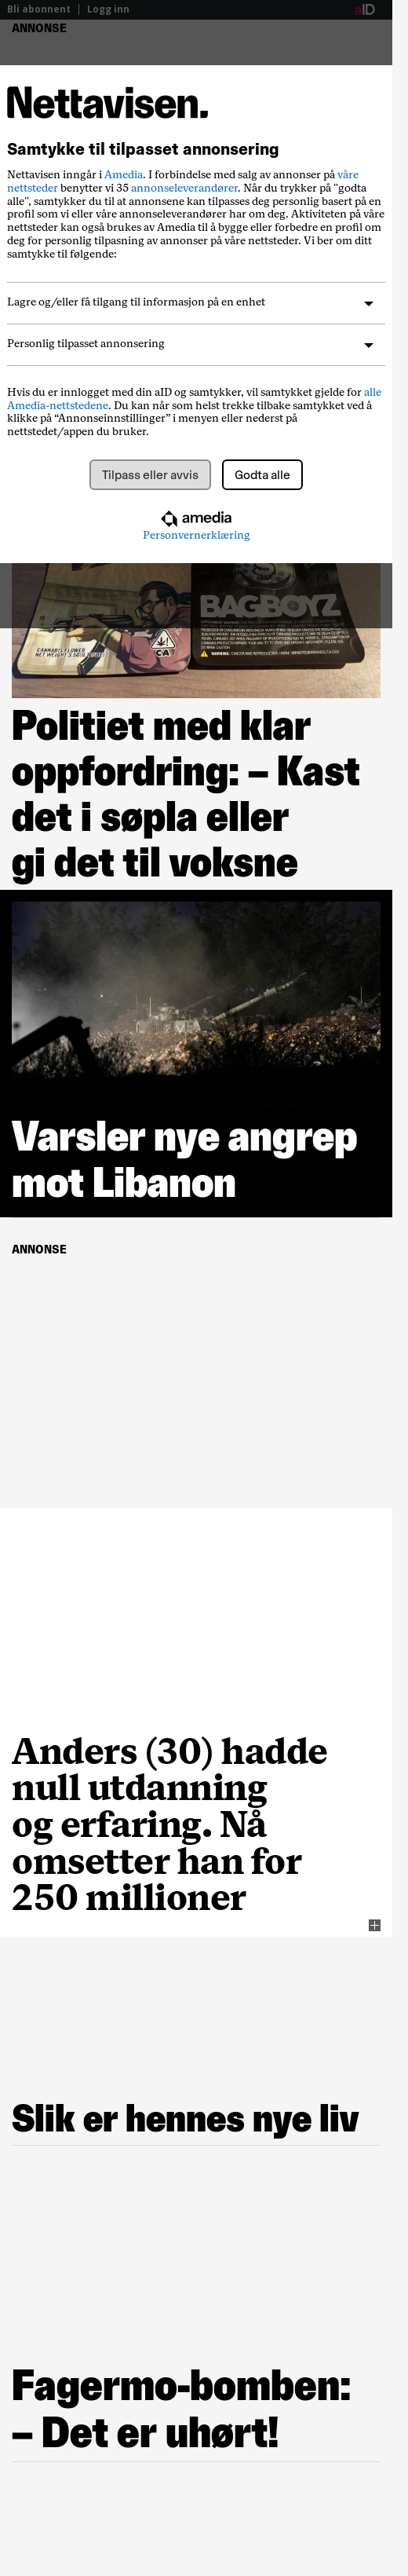 Bli abonnent | Logg inn
aID
ANNONSE
Nettavisen.
Samtykke til tilpasset annonsering
Nettavisen inngår i Amedia. I forbindelse med salg av annonser på våre
nettsteder benytter vi 35 annonseleverandører. Når du trykker på "godta
alle", samtykker du til at annonsene kan tilpasses deg personlig basert på en
profil som vi eller våre annonseleverandører har om deg. Aktiviteten på våre
nettsteder kan også brukes av Amedia til å bygge eller forbedre en profil om
deg for personlig tilpasning av annonser på våre nettsteder. Vi ber om ditt
samtykke til følgende:
Lagre og/eller få tilgang til informasjon på en enhet
Personlig tilpasset annonsering
Hvis du er innlogget med din aID og samtykker, vil samtykket gjelde for alle
Amedia-nettstedene. Du kan når som helst trekke tilbake samtykket ved å
klikke på “Annonseinnstillinger” i menyen eller nederst på
nettstedet/appen du bruker.
Tilpass eller avvis
Godta alle
amedia
Personvernerklæring
BAGBOYZ
CANNABIS FLOWER
Politiet med klar
oppfordring: – Kast
det i søpla eller
gi det til voksne
Varsler nye angrep
mot Libanon
ANNONSE
Anders (30) hadde
null utdanning
og erfaring. Nå
omsetter han for
250 millioner
Slik er hennes nye liv
Fagermo-bomben:
– Det er uhørt!